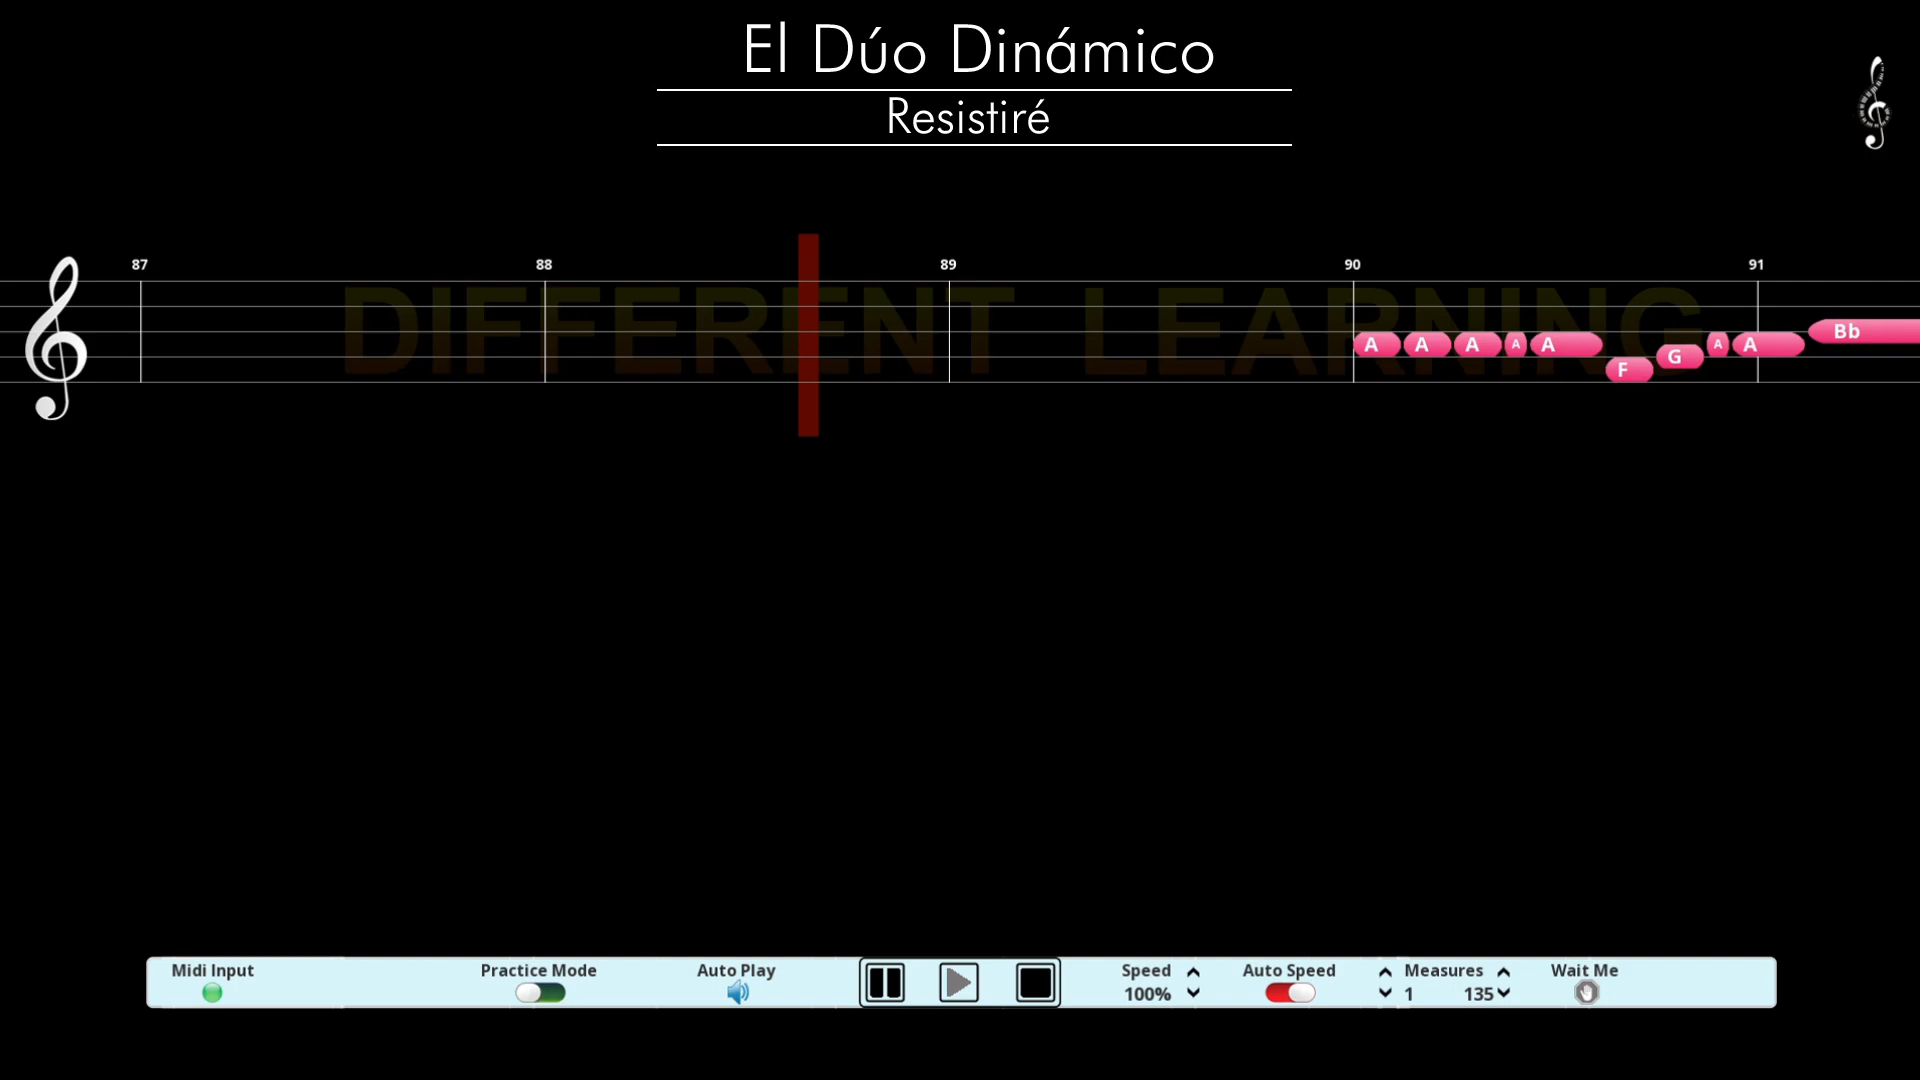 El Dúo Dinámico
Resistiré
87 88 89 90 91
DIFFERENT LEARNING
A A A A A F G A A Bb
Midi Input Practice Mode Auto Play Speed Auto Speed Measures Wait Me
100% 1 135